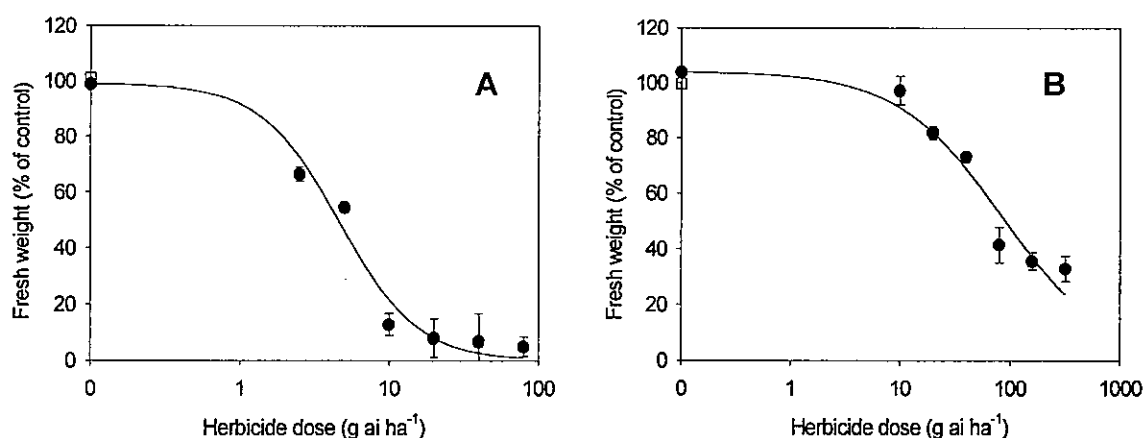 A
Fresh weight (% of control)
120
100
80
60
40
20
0
0 1 10 100
Herbicide dose (g ai ha⁻¹)
B
Fresh weight (% of control)
120
100
80
60
40
20
0
0 1 10 100 1000
Herbicide dose (g ai ha⁻¹)